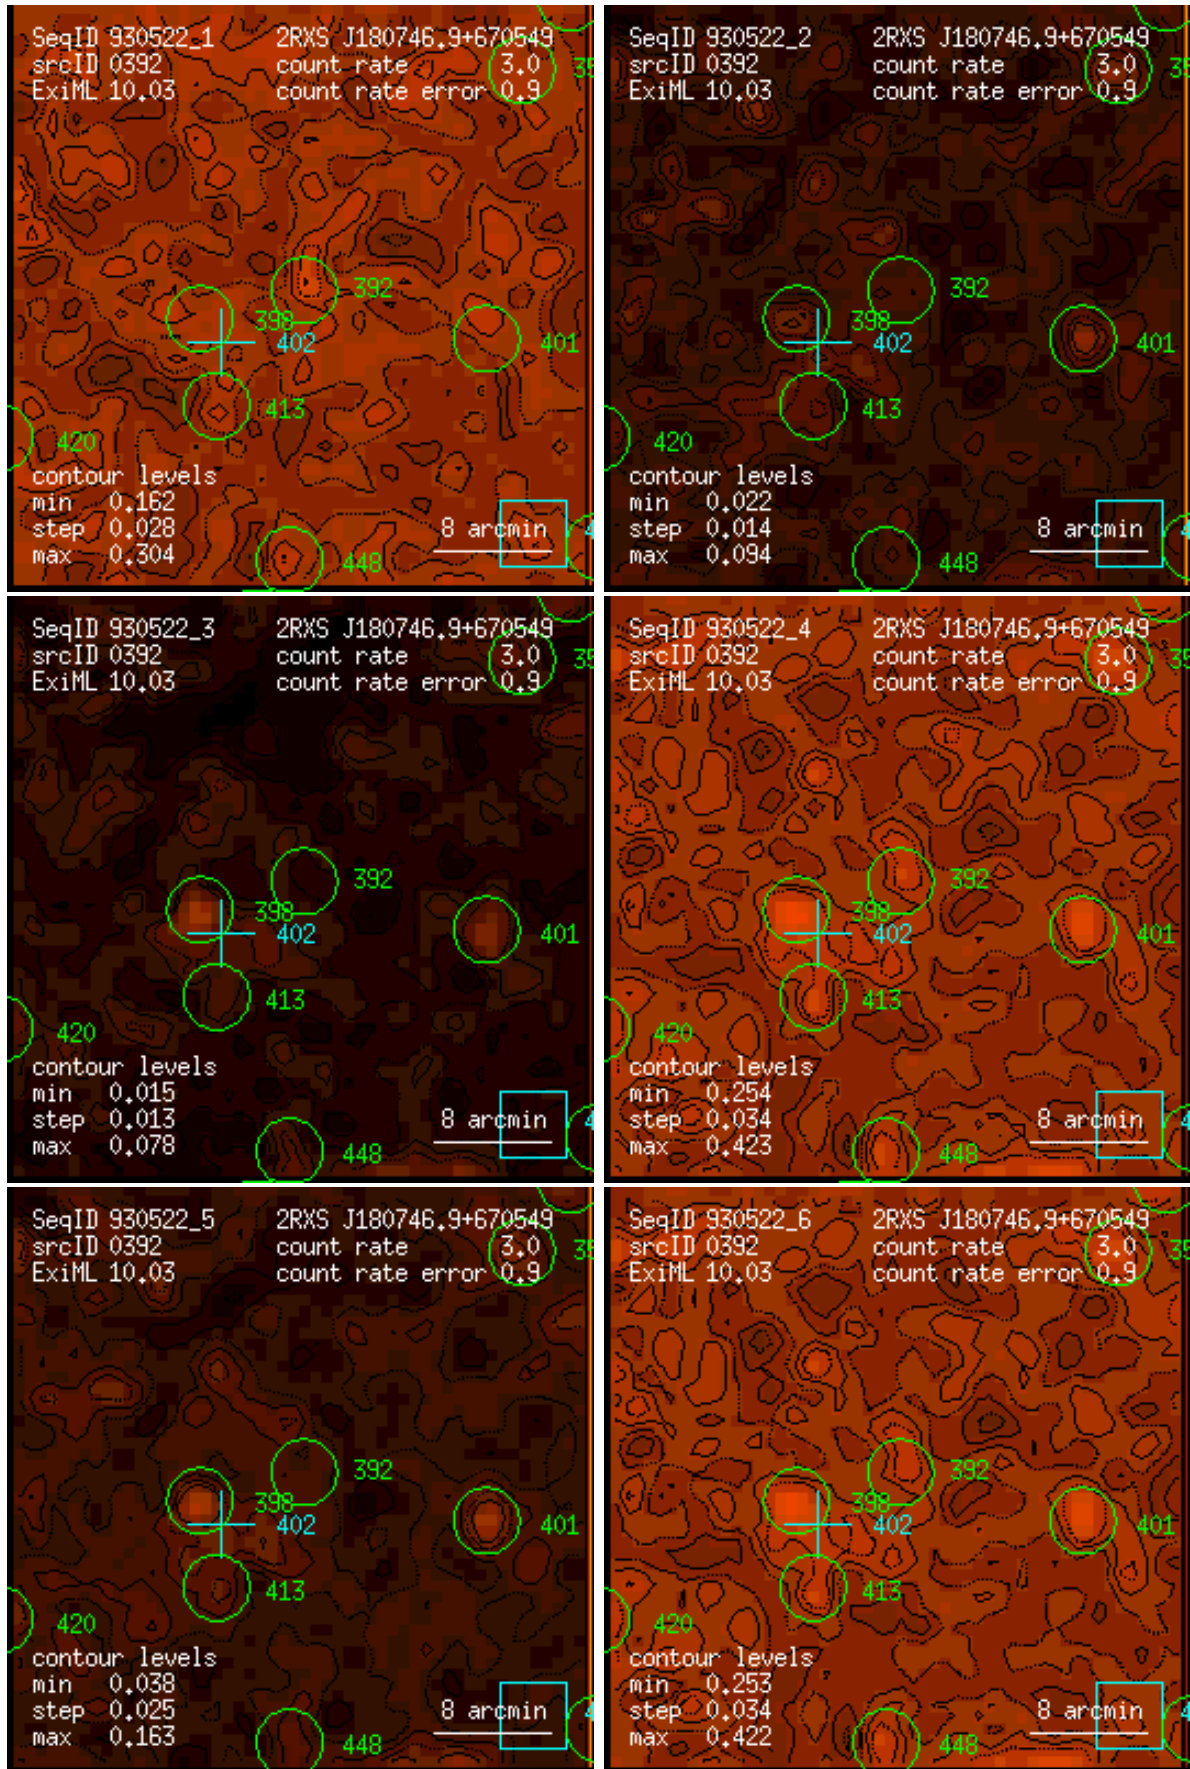 SeqID 930522_1 2RXS J180746.9+670549
srcID 0392 count rate 3.0 35
ExiML 10.03 count rate error 0.9
392
398
402 401
413
420
contour levels
min 0.162
step 0.028 8 arcmin
max 0.304 448
SeqID 930522_2 2RXS J180746.9+670549
srcID 0392 count rate 3.0 35
ExiML 10.03 count rate error 0.9
392
398
402 401
413
420
contour levels
min 0.022
step 0.014 8 arcmin 4
max 0.094 448
SeqID 930522_3 2RXS J180746.9+670549
srcID 0392 count rate 3.0 35
ExiML 10.03 count rate error 0.9
392
398
402 401
413
420
contour levels
min 0.015
step 0.013 8 arcmin 4
max 0.078 448
SeqID 930522_4 2RXS J180746.9+670549
srcID 0392 count rate 3.0 35
ExiML 10.03 count rate error 0.9
392
398
402 401
413
420
contour levels
min 0.254
step 0.034 8 arcmin 4
max 0.423 448
SeqID 930522_5 2RXS J180746.9+670549
srcID 0392 count rate 3.0 35
ExiML 10.03 count rate error 0.9
392
398
402 401
413
420
contour levels
min 0.038
step 0.025 8 arcmin 4
max 0.163 448
SeqID 930522_6 2RXS J180746.9+670549
srcID 0392 count rate 3.0 35
ExiML 10.03 count rate error 0.9
392
398
402 401
413
420
contour levels
min 0.253
step 0.034 8 arcmin 4
max 0.422 448